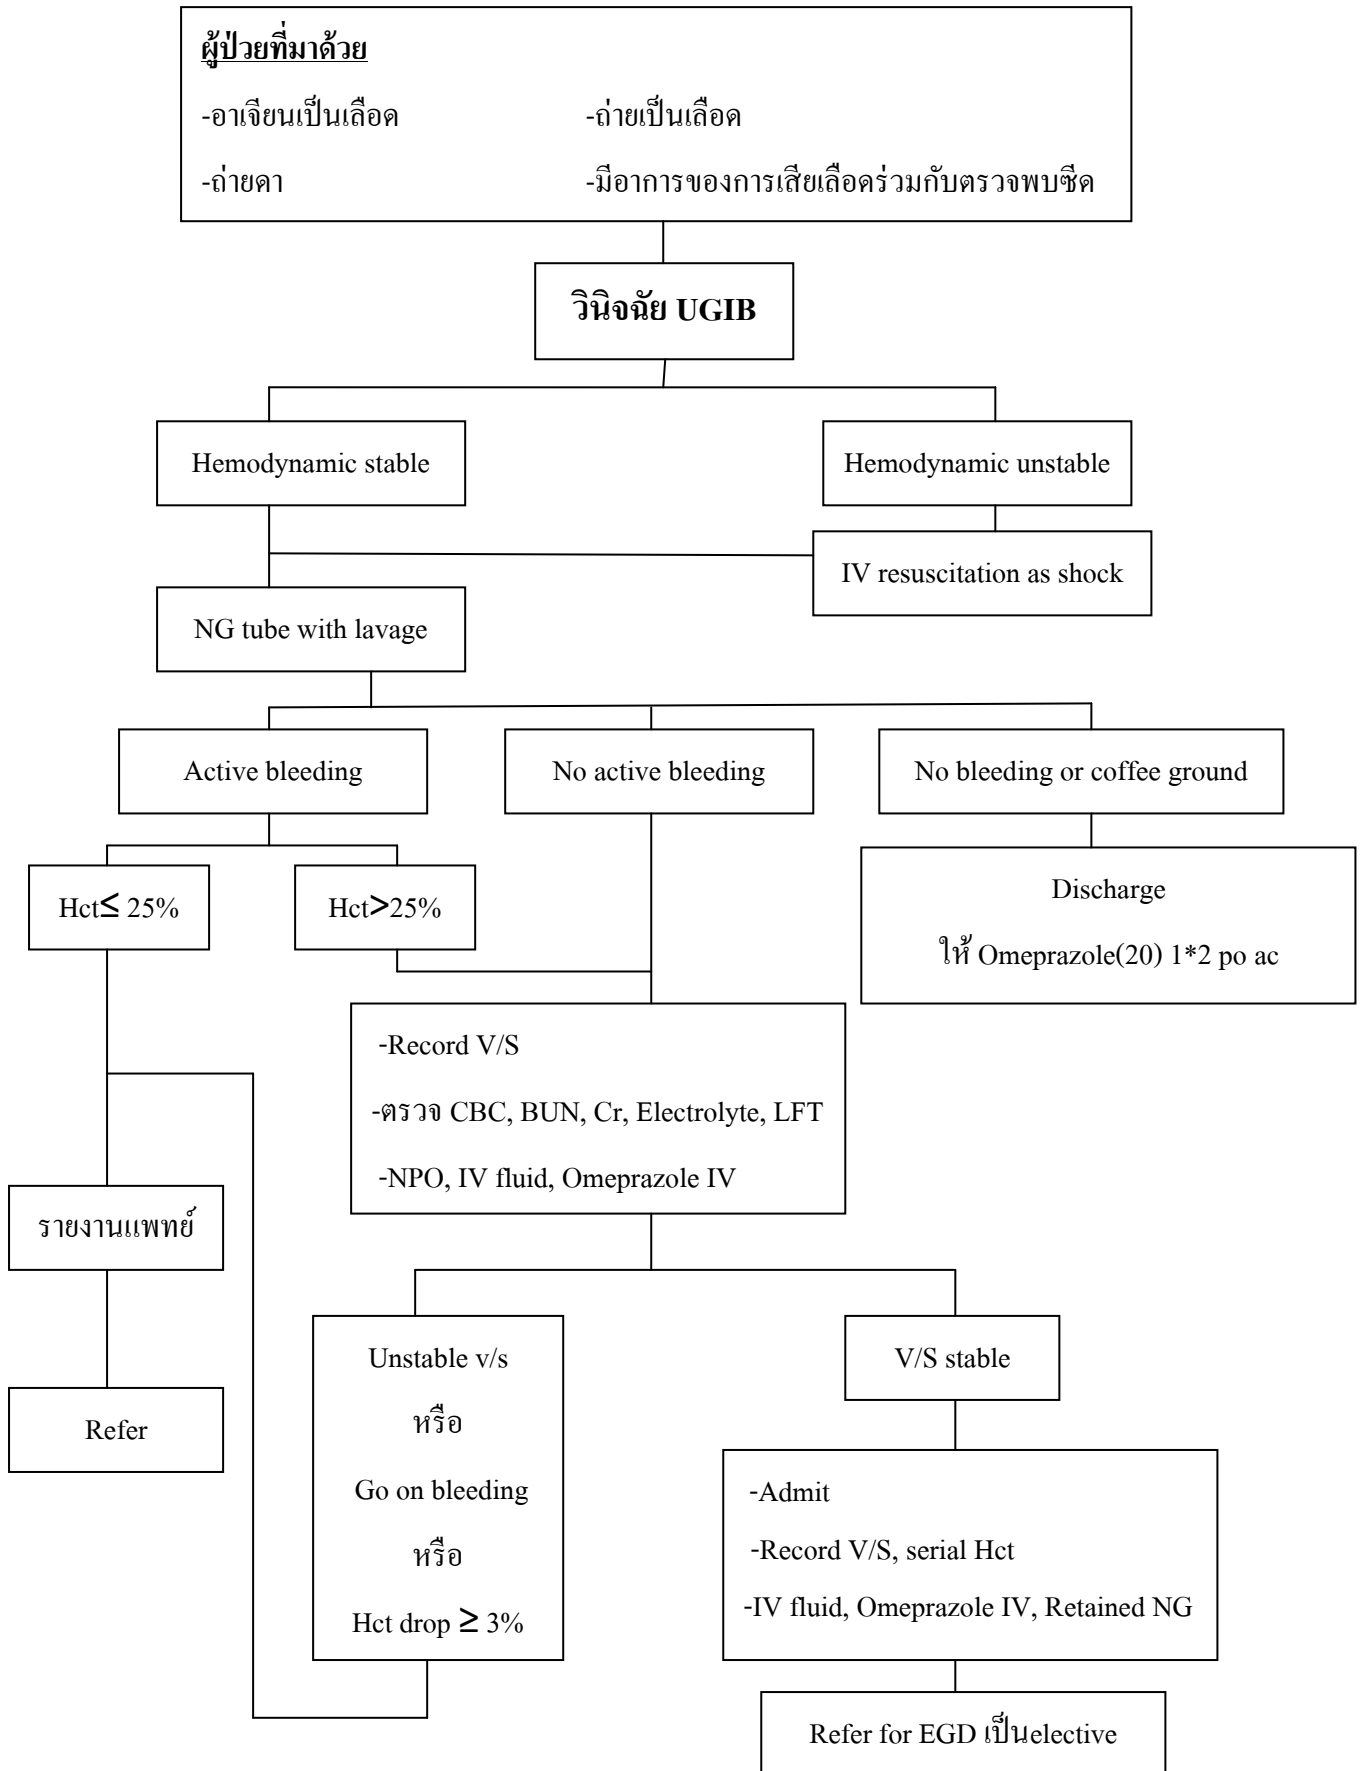 ผู้ป่วยที่มาด้วย
-อาเจียนเป็นเลือด -ถ่ายเป็นเลือด
-ถ่ายดา -มีอาการของการเสียเลือดร่วมกับตรวจพบซีด
วินิจฉัย UGIB
Hemodynamic stable
Hemodynamic unstable
IV resuscitation as shock
NG tube with lavage
Active bleeding
No active bleeding
No bleeding or coffee ground
Hct≤ 25%
Hct>25%
Discharge
ให้ Omeprazole(20) 1*2 po ac
-Record V/S
-ตรวจ CBC, BUN, Cr, Electrolyte, LFT
-NPO, IV fluid, Omeprazole IV
รายงานแพทย์
Refer
Unstable v/s
หรือ
Go on bleeding
หรือ
Hct drop ≥ 3%
V/S stable
-Admit
-Record V/S, serial Hct
-IV fluid, Omeprazole IV, Retained NG
Refer for EGD เป็นelective